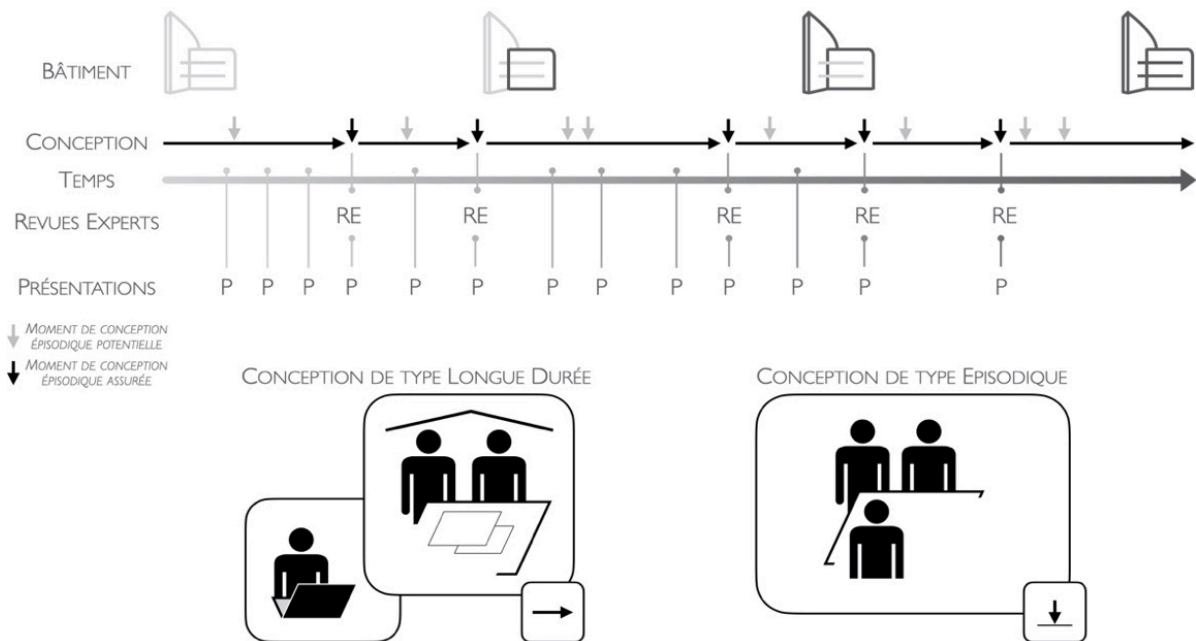 BÂTIMENT
CONCEPTION
TEMPS
REVUES EXPERTS RE RE RE RE RE
PRÉSENTATIONS P P P P P P P P P P P P
MOMENT DE CONCEPTION
ÉPISODIQUE POTENTIELLE
MOMENT DE CONCEPTION
ÉPISODIQUE ASSURÉE
CONCEPTION DE TYPE LONGUE DURÉE
CONCEPTION DE TYPE EPISODIQUE